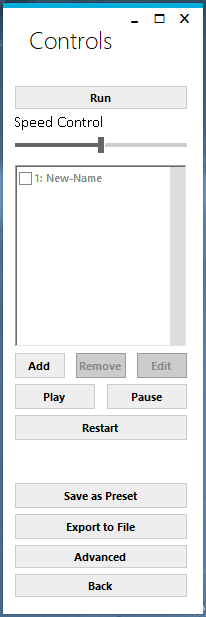 Controls
Run
Speed Control
1: New-Name
Add Remove Edit
Play Pause
Restart
Save as Preset
Export to File
Advanced
Back